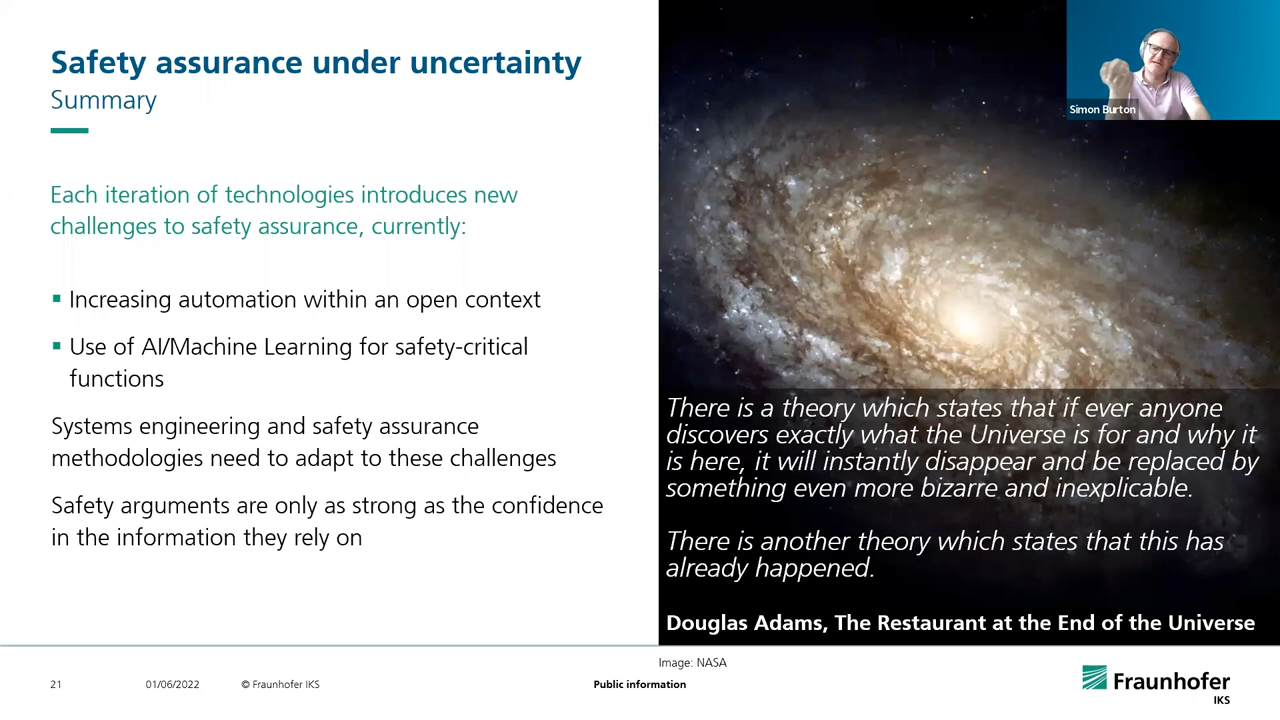 Safety assurance under uncertainty
Summary
Each iteration of technologies introduces new
challenges to safety assurance, currently:
▪ Increasing automation within an open context
▪ Use of AI/Machine Learning for safety-critical
functions
Systems engineering and safety assurance
methodologies need to adapt to these challenges
Safety arguments are only as strong as the confidence
in the information they rely on
Simon Burton
There is a theory which states that if ever anyone
discovers exactly what the Universe is for and why it
is here, it will instantly disappear and be replaced by
something even more bizarre and inexplicable.
There is another theory which states that this has
already happened.
Douglas Adams, The Restaurant at the End of the Universe
Image: NASA
21 01/06/2022 © Fraunhofer IKS Public information
Fraunhofer
IKS